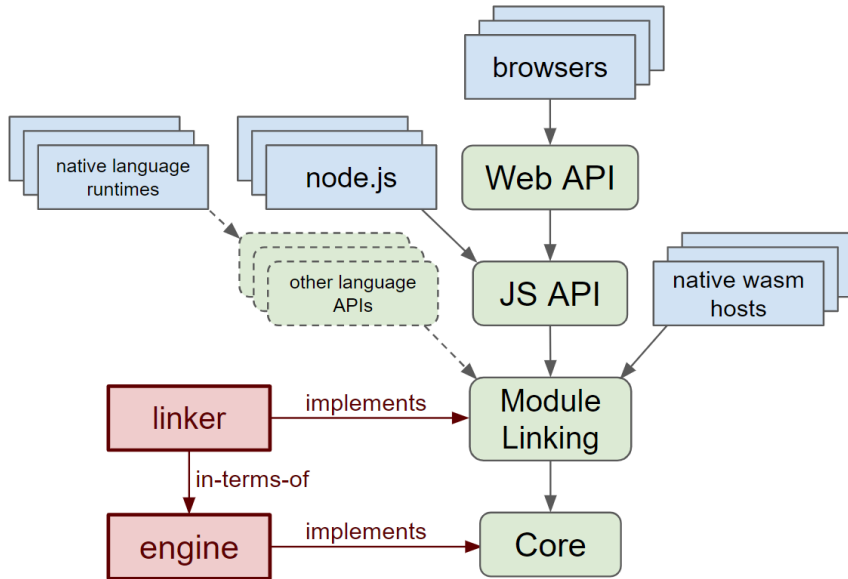 browsers
native language
runtimes
node.js
Web API
other language
APIs
JS API
native wasm
hosts
linker
implements
Module
Linking
in-terms-of
engine
implements
Core